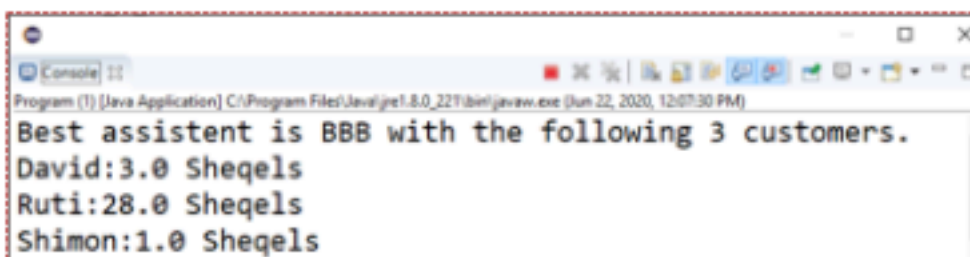 Console
Program (1) [Java Application] C:\Program Files\Java\jre1.8.0_221\bin\javaw.exe (Jun 22, 2020, 12:07:30 PM)
Best assistent is BBB with the following 3 customers.
David:3.0 Sheqels
Ruti:28.0 Sheqels
Shimon:1.0 Sheqels